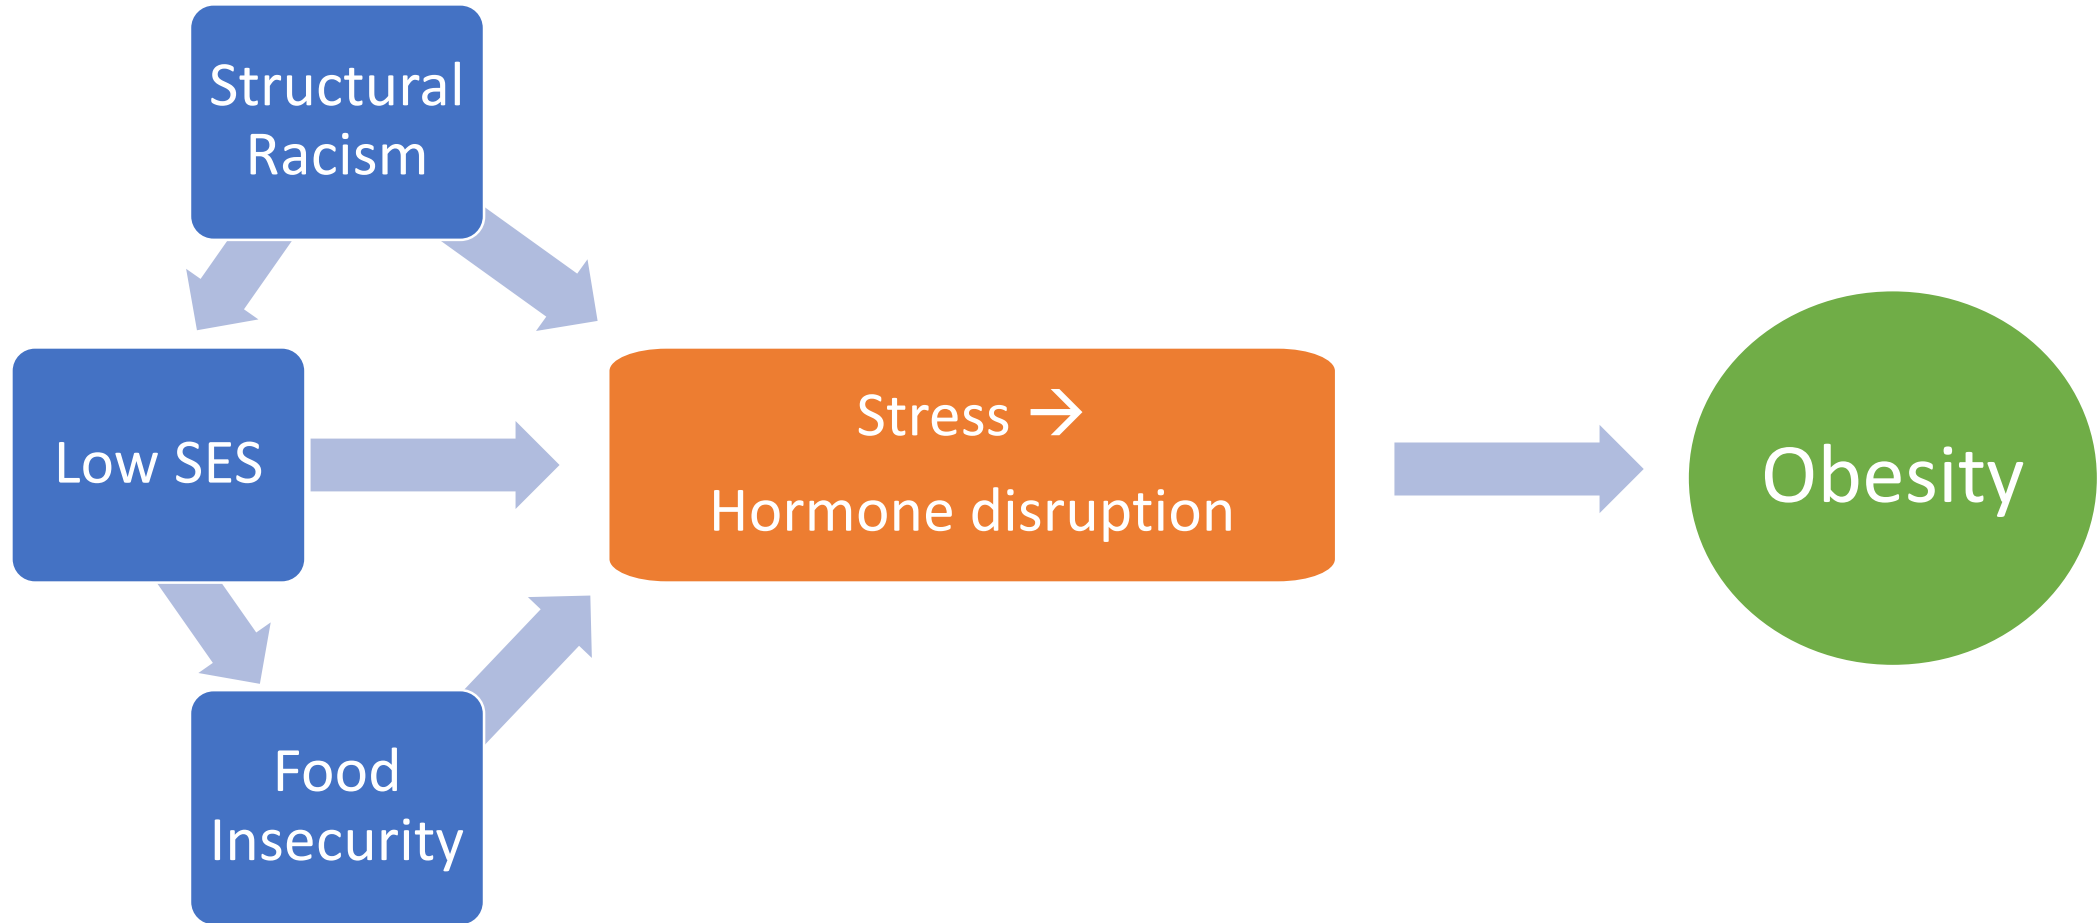 Structural
Racism
Low SES
Stress →
Hormone disruption
Obesity
Food
Insecurity